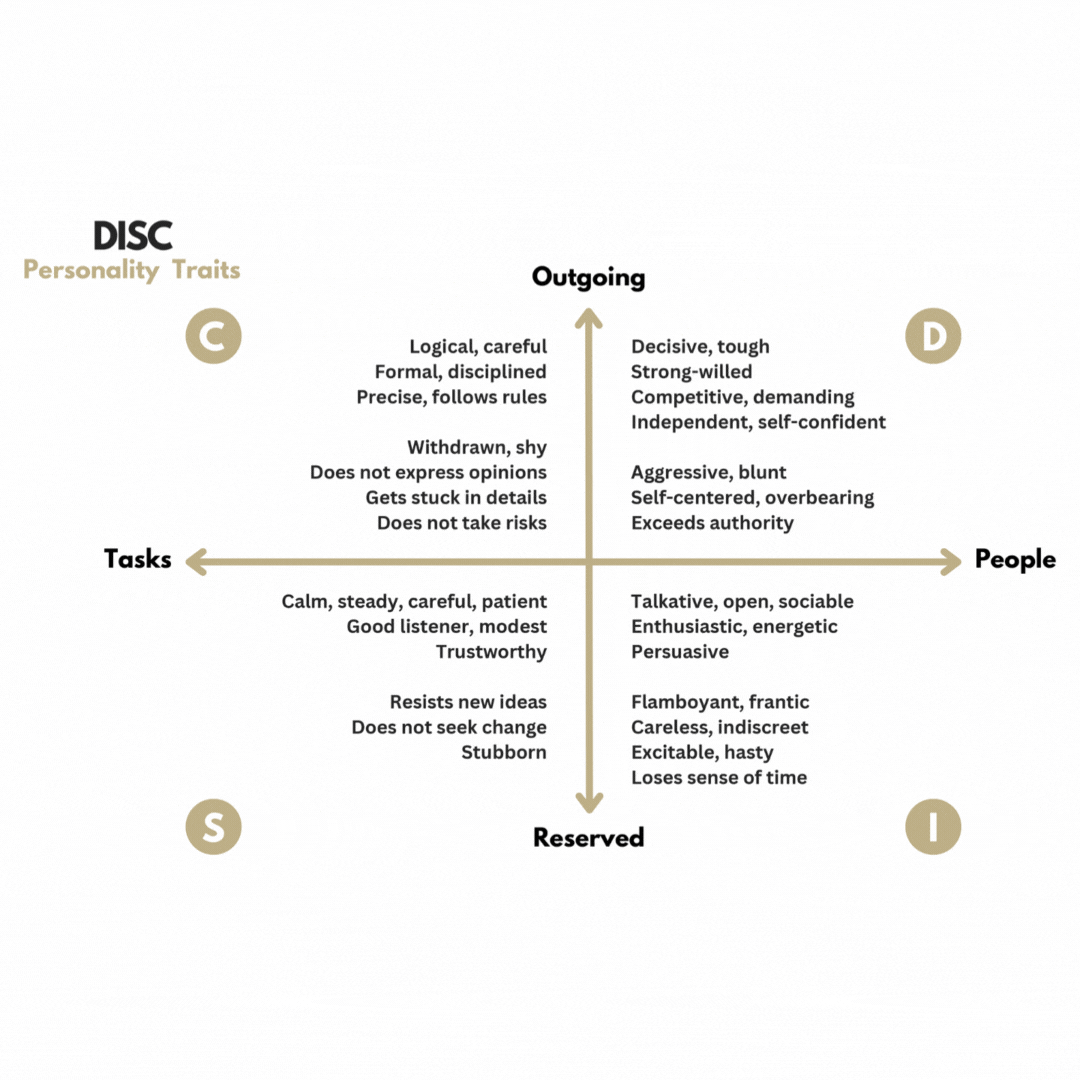 DISC
Personality Traits
Outgoing
C
D
Logical, careful
Formal, disciplined
Precise, follows rules
Withdrawn, shy
Does not express opinions
Gets stuck in details
Does not take risks
Decisive, tough
Strong-willed
Competitive, demanding
Independent, self-confident
Aggressive, blunt
Self-centered, overbearing
Exceeds authority
Tasks
People
Calm, steady, careful, patient
Good listener, modest
Trustworthy
Resists new ideas
Does not seek change
Stubborn
Talkative, open, sociable
Enthusiastic, energetic
Persuasive
Flamboyant, frantic
Careless, indiscreet
Excitable, hasty
Loses sense of time
S
I
Reserved